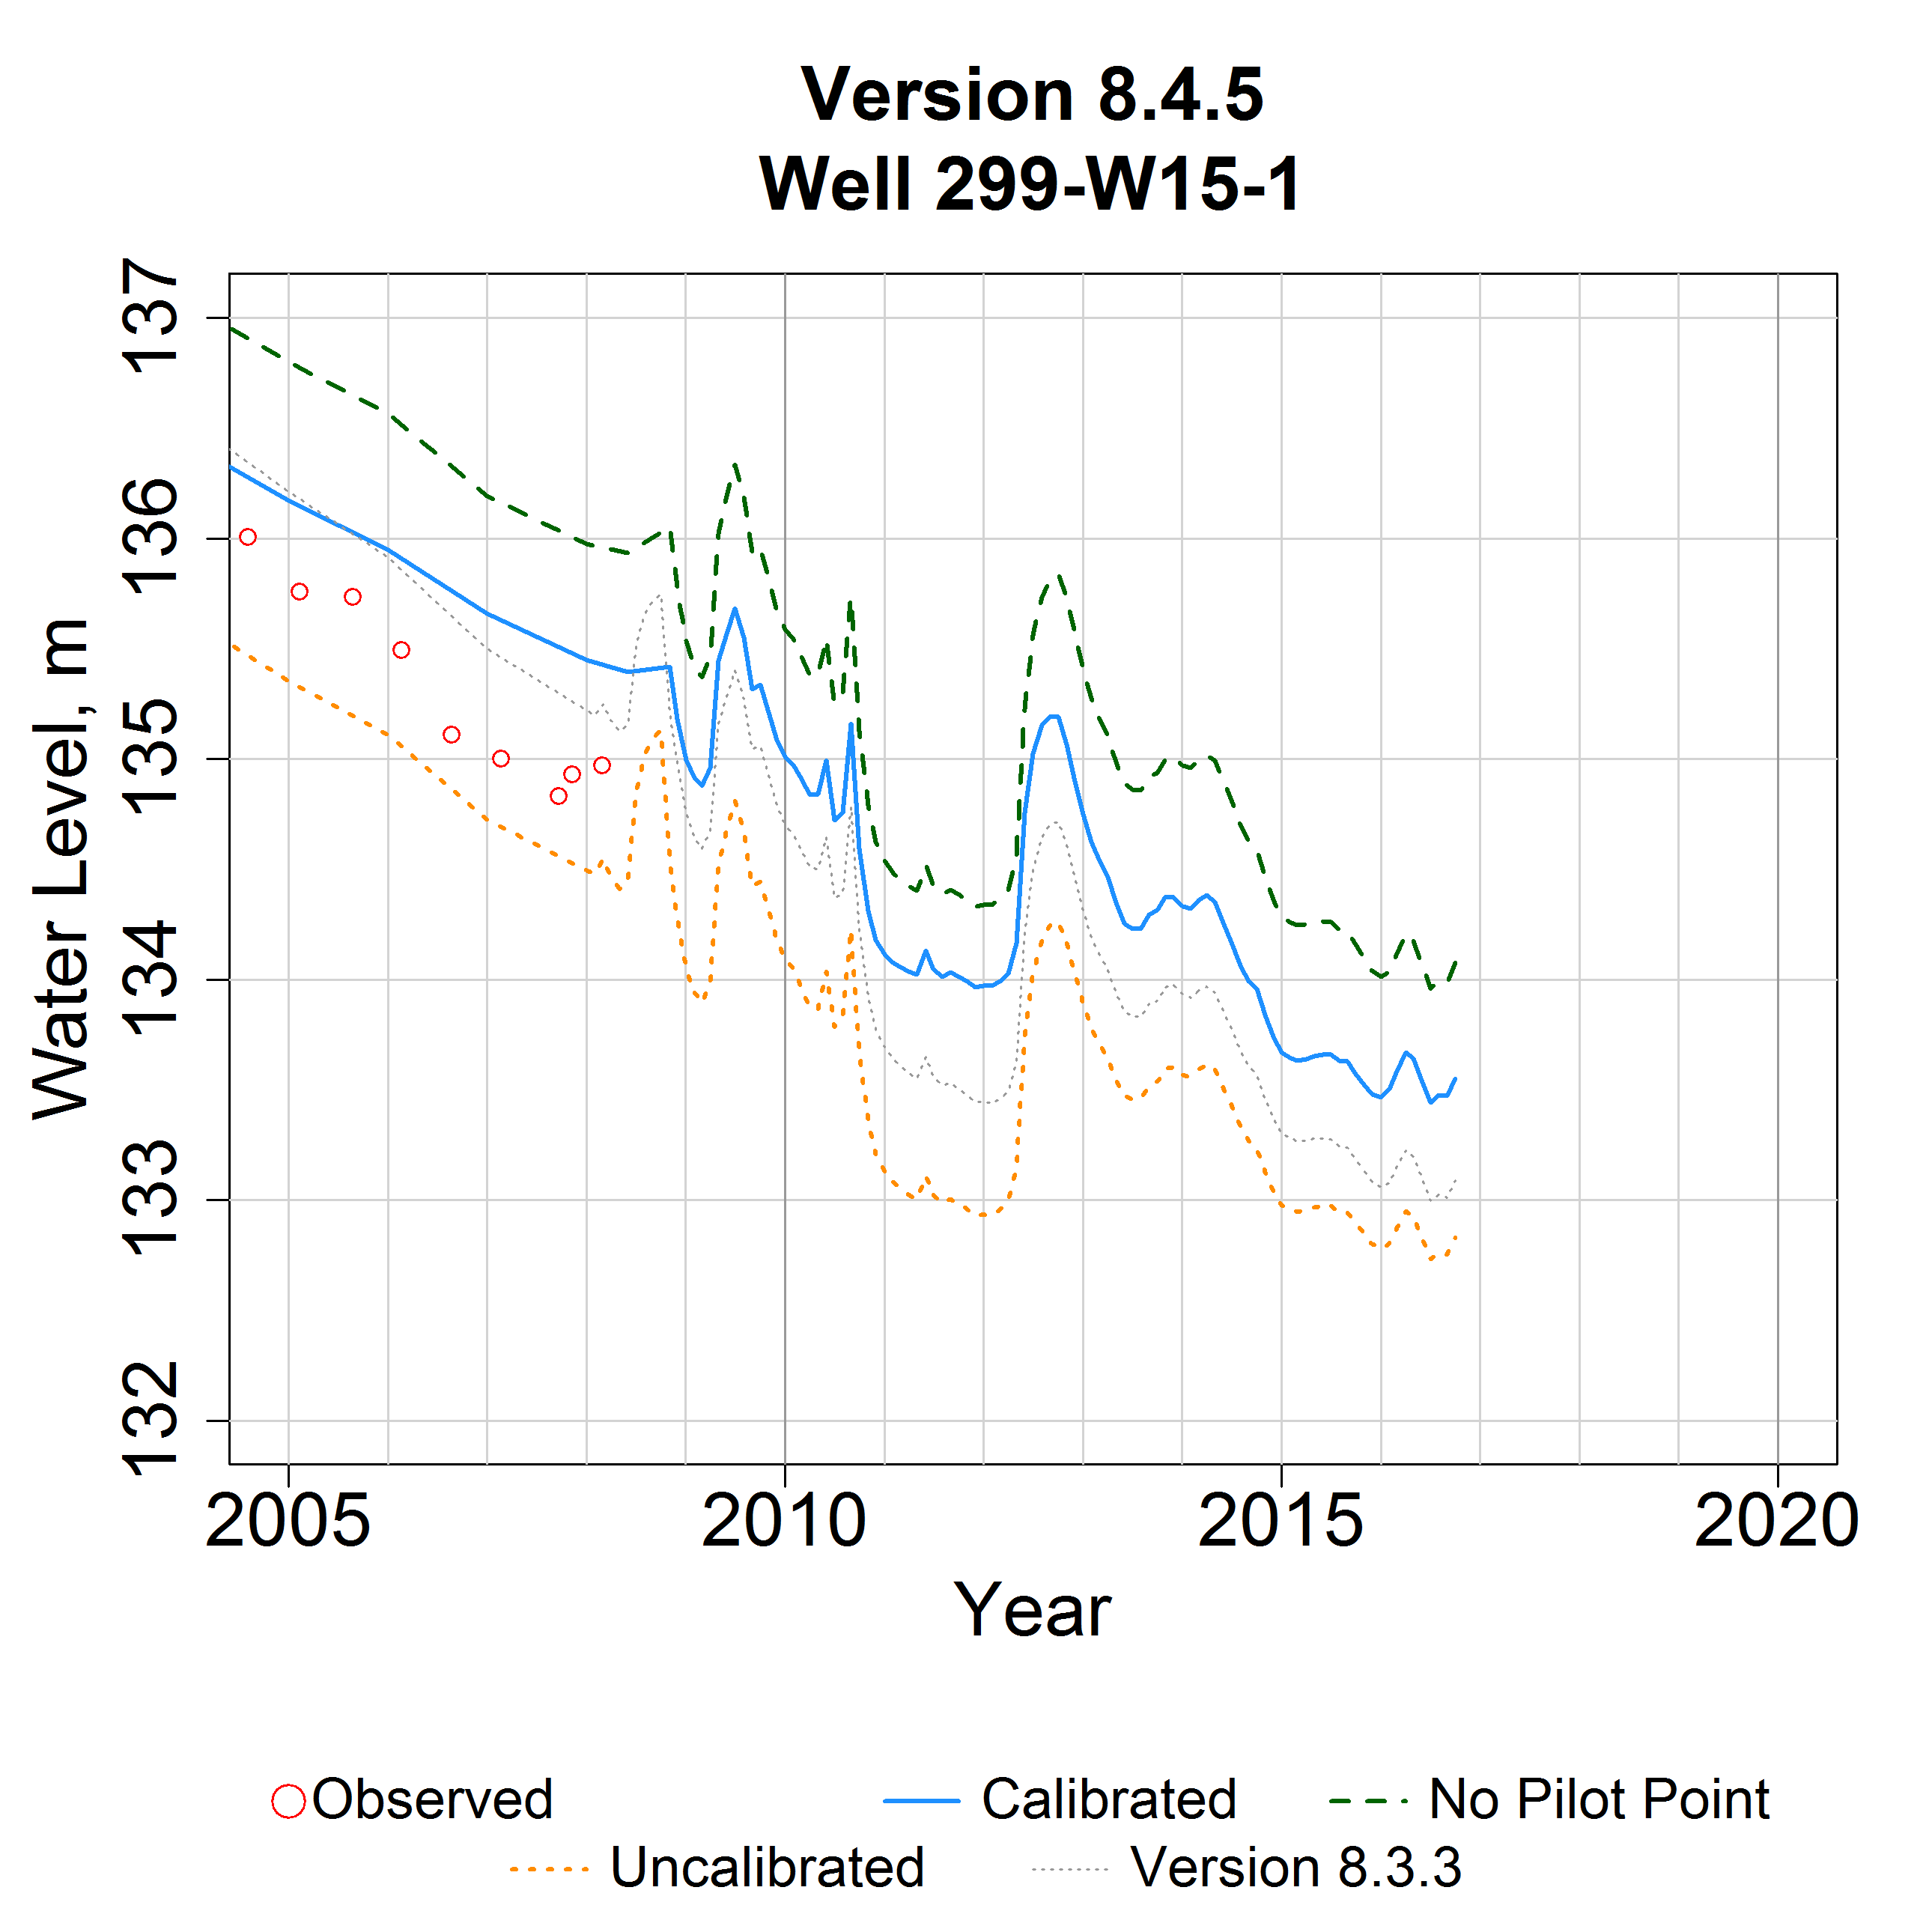 Version 8.4.5
Well 299-W15-1
137
136
135
134
133
132
Water Level, m
2005 2010 2015 2020
Year
Observed Calibrated No Pilot Point
Uncalibrated Version 8.3.3